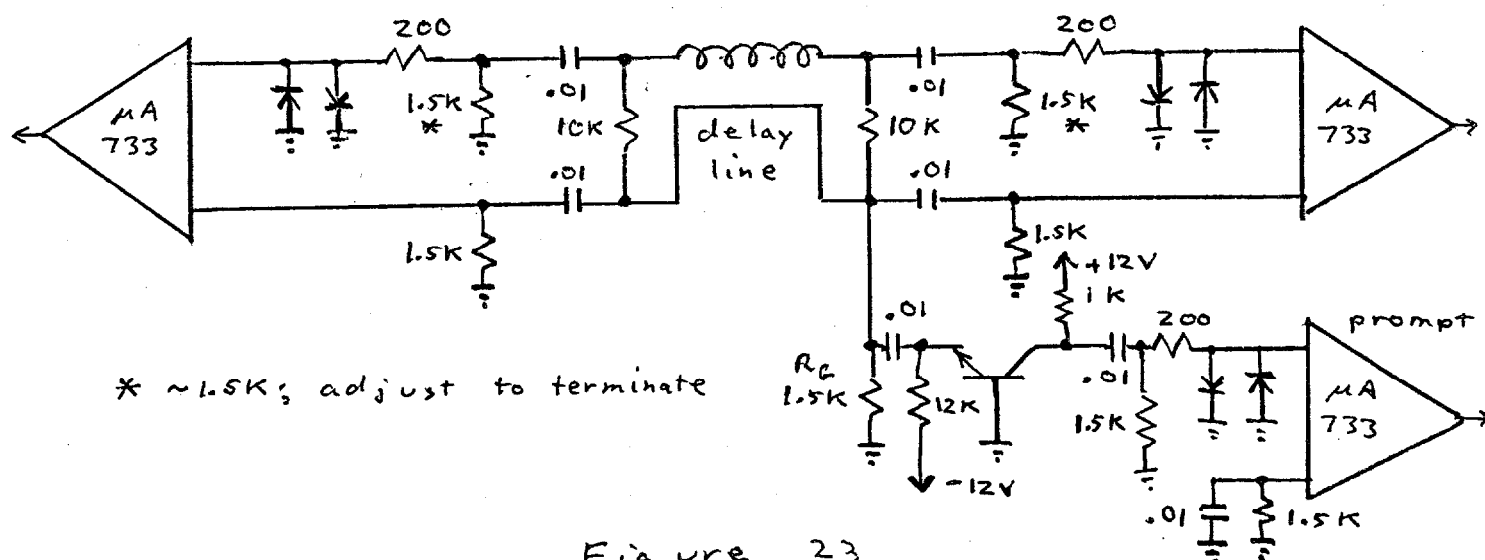 200
200
.01
.01
μA
733
1.5K
*
10K
delay
line
10K
1.5K
*
μA
733
.01
.01
1.5K
1.5K
+12V
1K
.01
200
prompt
* ~1.5K; adjust to terminate
RG
1.5K
12K
.01
1.5K
μA
733
-12V
.01
1.5K
Figure 23